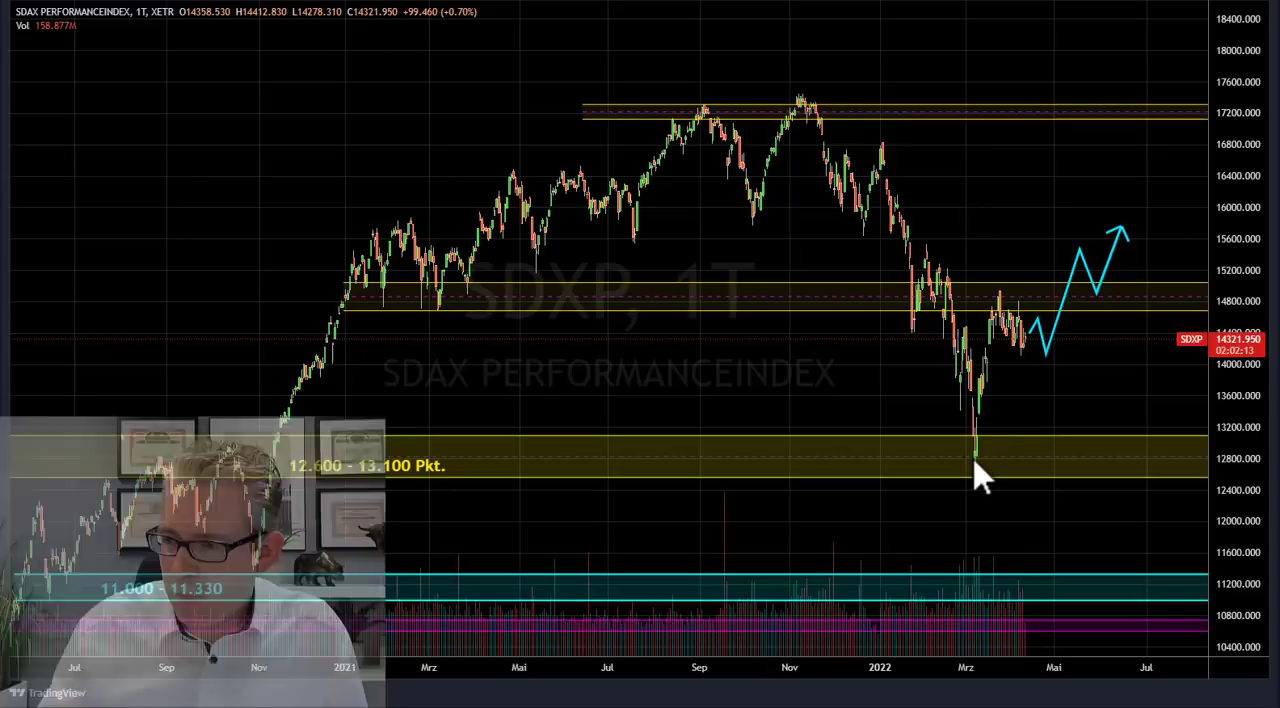 SDAX PERFORMANCEINDEX, 1T, XETR O14358.530 H14412.830 L14278.310 C14321.950 +99.460 (+0.70%)
Vol 158.877M
18400.000
18000.000
17600.000
17200.000
16800.000
16400.000
16000.000
15600.000
15200.000
14800.000
14400.000
SDXP 14321.950
02:02:13
14000.000
13600.000
13200.000
12800.000
12400.000
12000.000
11600.000
11200.000
10800.000
10400.000
SDXP, 1T
SDAX PERFORMANCEINDEX
12.600 - 13.100 Pkt.
11.000 - 11.330
Jul Sep Nov 2021 Mrz Mai Jul Sep Nov 2022 Mrz Mai Jul
TradingView